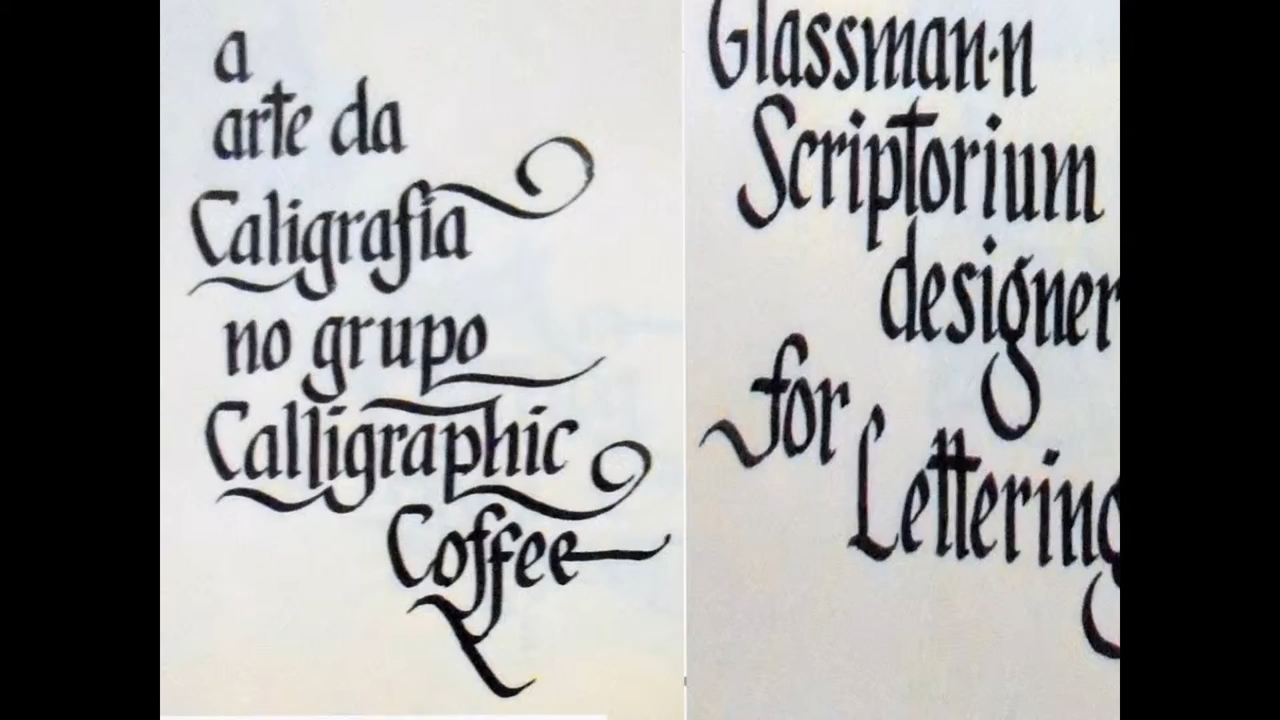 a
arte da
Caligrafia
no grupo
Calligraphic
Coffee
Glassman·n
Scriptorium
designer
for
Lettering